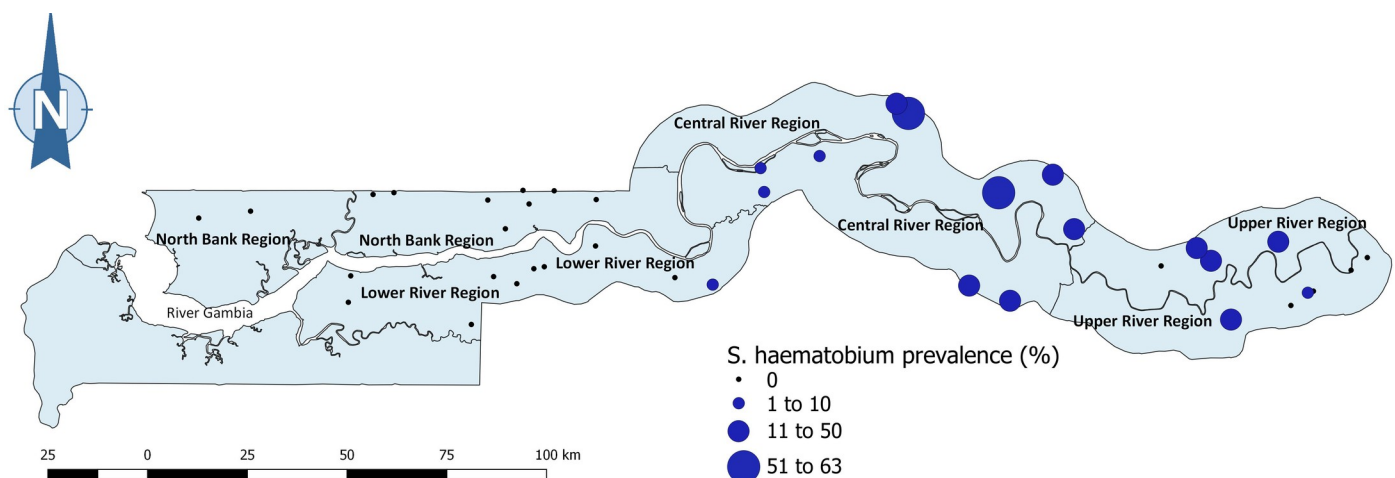 N
Central River Region
Central River Region
Upper River Region
North Bank Region
North Bank Region
Lower River Region
Lower River Region
River Gambia
Upper River Region
S. haematobium prevalence (%)
0
1 to 10
11 to 50
51 to 63
25 0 25 50 75 100 km